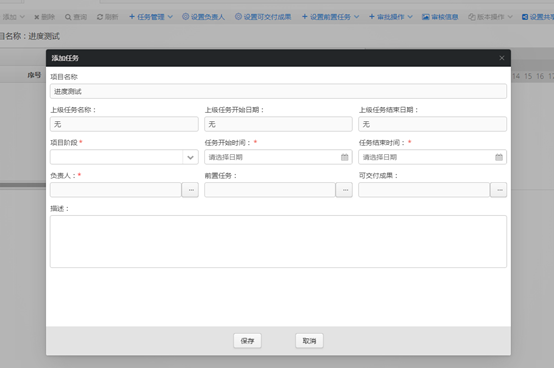 添加 删除 查询 刷新 任务管理 设置负责人 设置可交付成果 设置前置任务 审批操作 审核信息 版本操作 设置共享
目名称：进度测试
序号
14 15 16
添加任务
项目名称
进度测试
上级任务名称： 上级任务开始日期： 上级任务结束日期：
无 无 无
项目阶段 * 任务开始时间： * 任务结束时间： *
请选择日期 请选择日期
负责人： * 前置任务： 可交付成果：
... ... ...
描述：
保存 取消